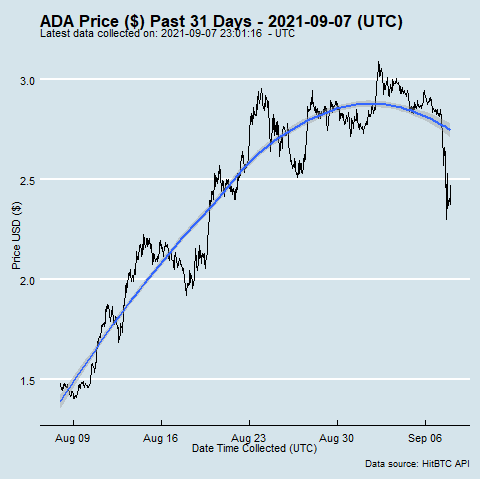 ADA Price ($) Past 31 Days - 2021-09-07 (UTC)
Latest data collected on: 2021-09-07 23:01:16 - UTC
3.0
2.5
2.0
1.5
Price USD ($)
Aug 09 Aug 16 Aug 23 Aug 30 Sep 06
Date Time Collected (UTC)
Data source: HitBTC API